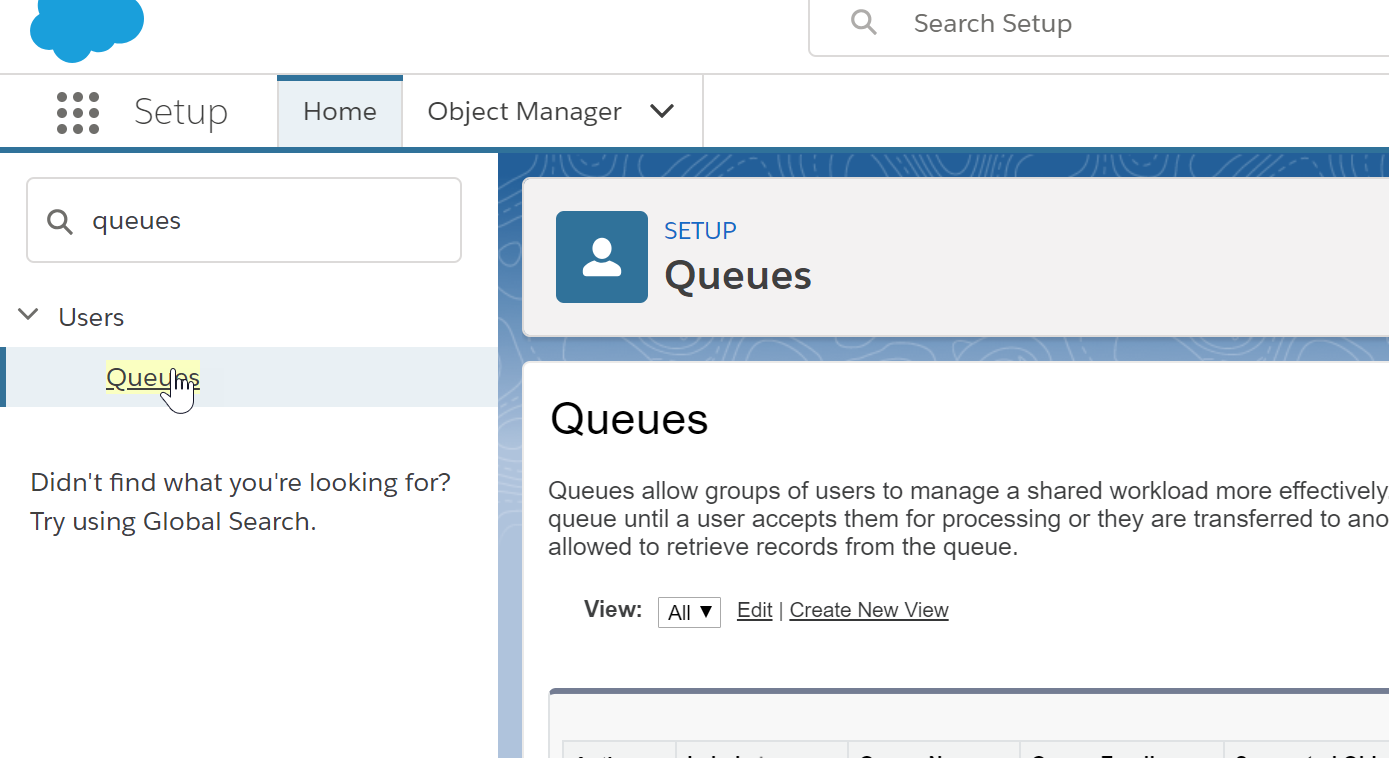 Search Setup
Setup
Home
Object Manager
queues
SETUP
Queues
Users
Queues
Didn't find what you're looking for?
Try using Global Search.
Queues
Queues allow groups of users to manage a shared workload more effectively.
queue until a user accepts them for processing or they are transferred to ano
allowed to retrieve records from the queue.
View: All ▼ Edit | Create New View